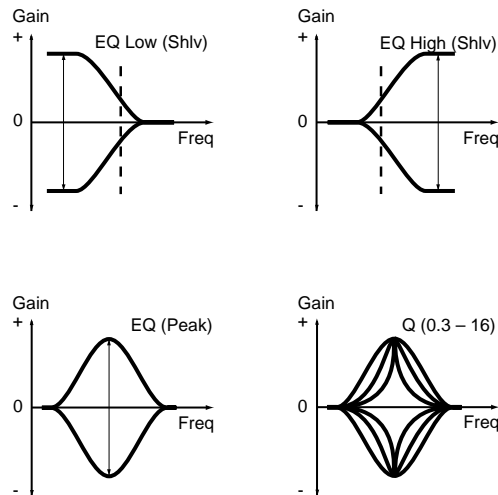 Gain
+
EQ Low (Shlv)
0
Freq
-
Gain
+
EQ High (Shlv)
0
Freq
-
Gain
+
EQ (Peak)
0
Freq
-
Gain
+
Q (0.3 – 16)
0
Freq
-